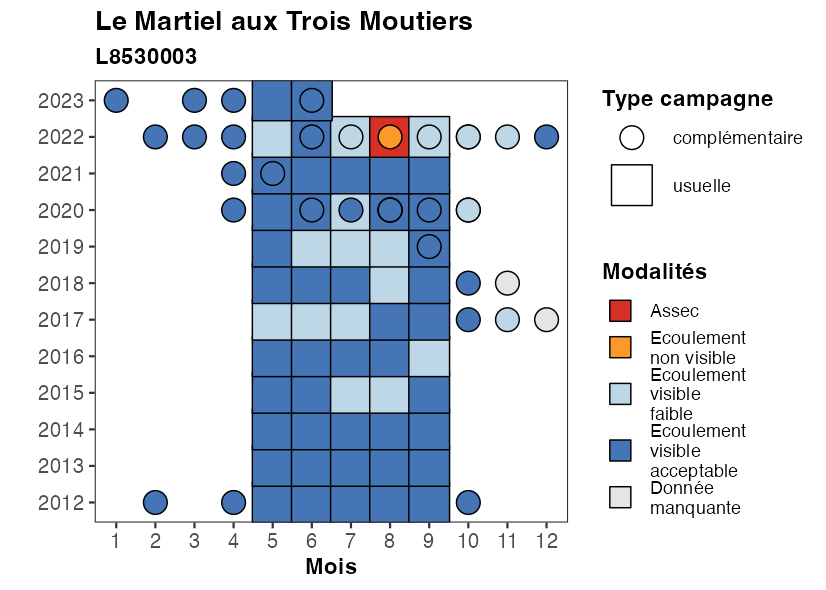 Le Martiel aux Trois Moutiers
L8530003
2023
2022
2021
2020
2019
2018
2017
2016
2015
2014
2013
2012
1 2 3 4 5 6 7 8 9 10 11 12
Mois
Type campagne
complémentaire
usuelle
Modalités
Assec
Ecoulement
non visible
Ecoulement
visible
faible
Ecoulement
visible
acceptable
Donnée
manquante